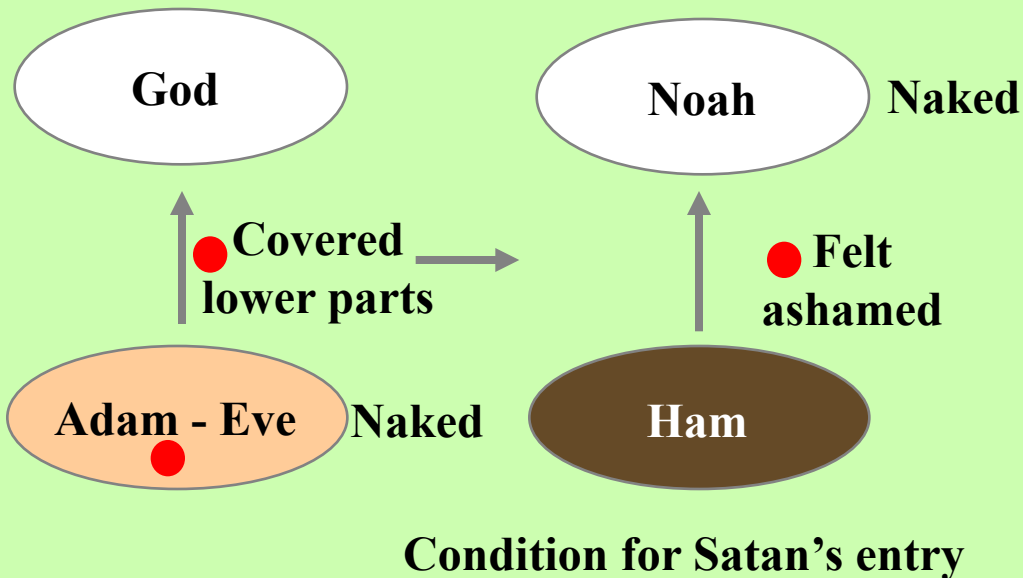 God
Noah
Naked
Covered
lower parts
Felt
ashamed
Adam - Eve
Naked
Ham
Condition for Satan’s entry